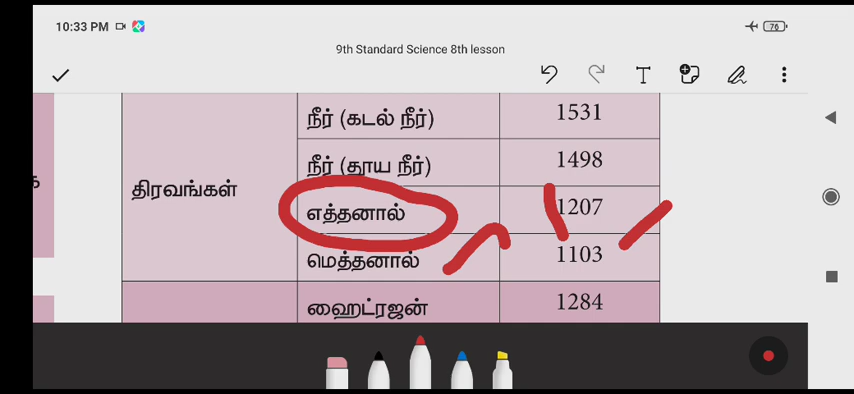 10:33 PM
76
9th Standard Science 8th lesson
T
நீர் (கடல் நீர்) 1531
நீர் (தூய நீர்) 1498
திரவங்கள்
எத்தனால் 1207
மெத்தனால் 1103
ஹைட்ரஜன் 1284